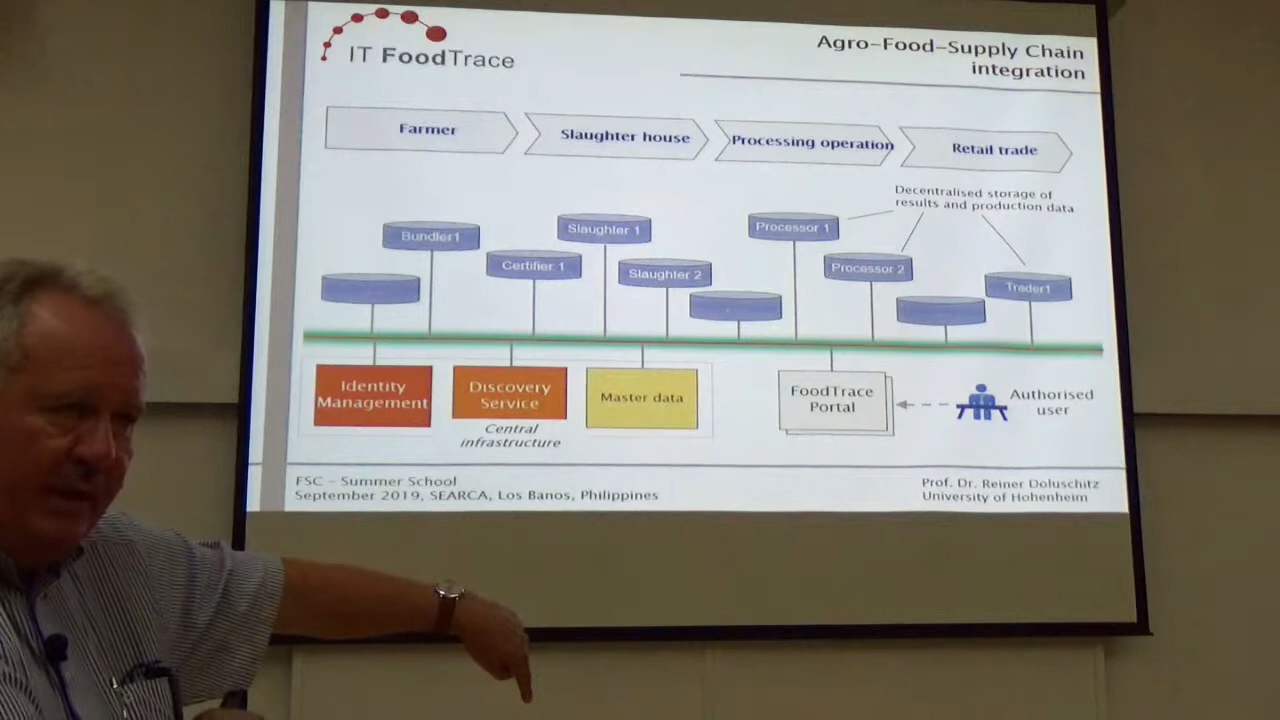 IT FoodTrace
Agro-Food-Supply Chain
integration
Farmer
Slaughter house
Processing operation
Retail trade
Decentralised storage of
results and production data
Bundler1
Certifier 1
Slaughter 1
Slaughter 2
Processor 1
Processor 2
Trader1
Identity
Management
Discovery
Service
Master data
Central
infrastructure
FoodTrace
Portal
Authorised
user
FSC - Summer School
September 2019, SEARCA, Los Banos, Philippines
Prof. Dr. Reiner Doluschitz
University of Hohenheim